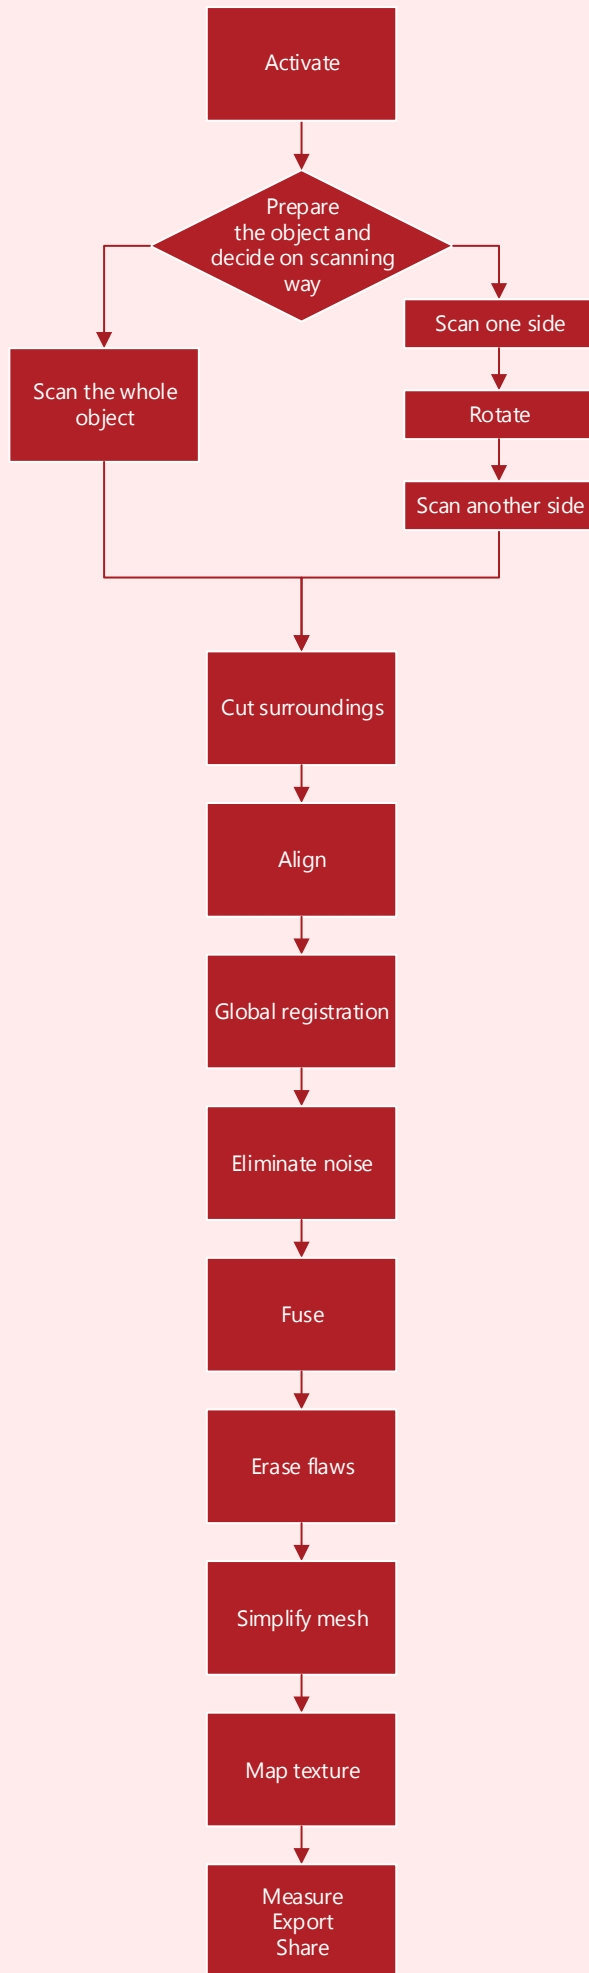 Activate
Prepare
the object and
decide on scanning
way
Scan one side
Scan the whole
object
Rotate
Scan another side
Cut surroundings
Align
Global registration
Eliminate noise
Fuse
Erase flaws
Simplify mesh
Map texture
Measure
Export
Share